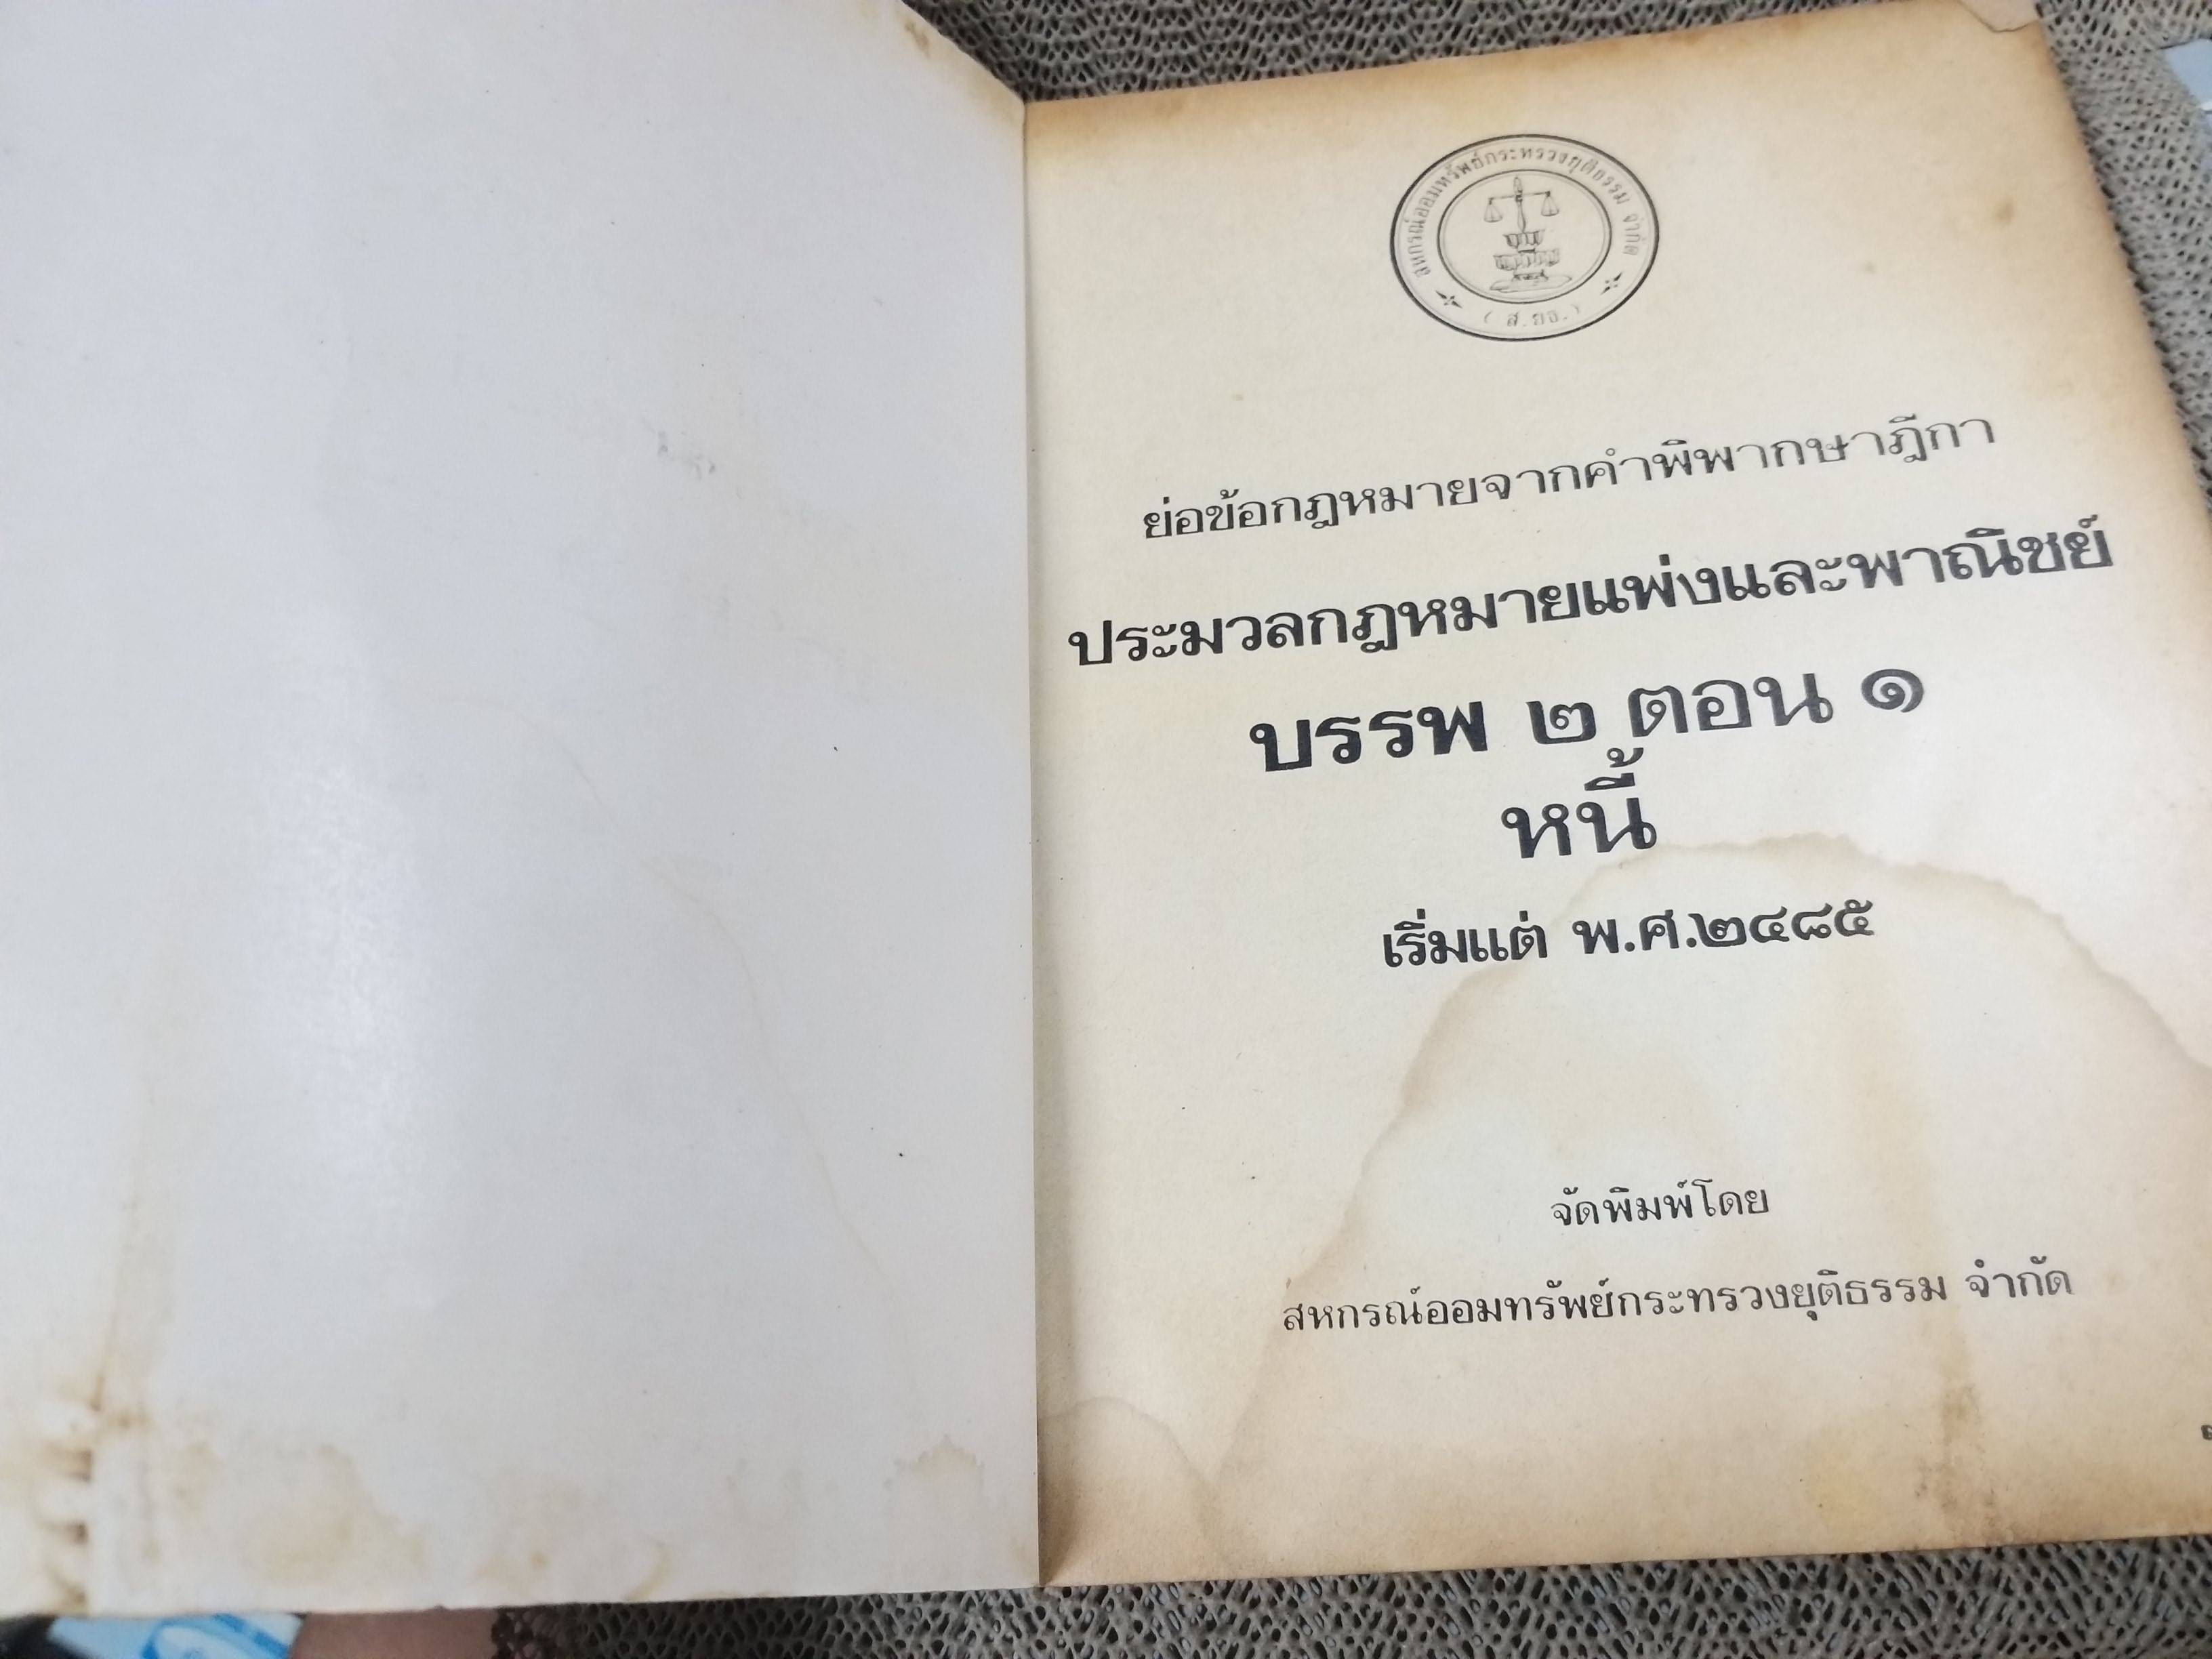 สหกรณ์ออมทรัพย์กระทรวงยุติธรรม จำกัด
( ส.ยธ. )
ย่อข้อกฎหมายจากคำพิพากษาฎีกา
ประมวลกฎหมายแพ่งและพาณิชย์
บรรพ ๒ ตอน ๑
หนี้
เริ่มแต่ พ.ศ.๒๔๘๕
จัดพิมพ์โดย
สหกรณ์ออมทรัพย์กระทรวงยุติธรรม จำกัด